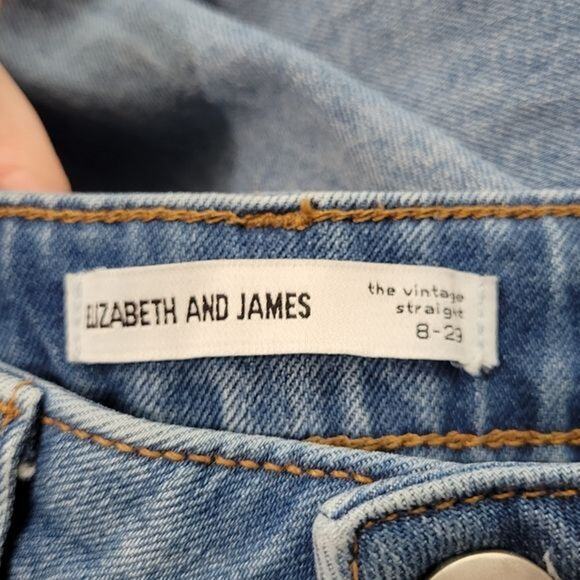 ELIZABETH AND JAMES
the vintage
straight
8-29